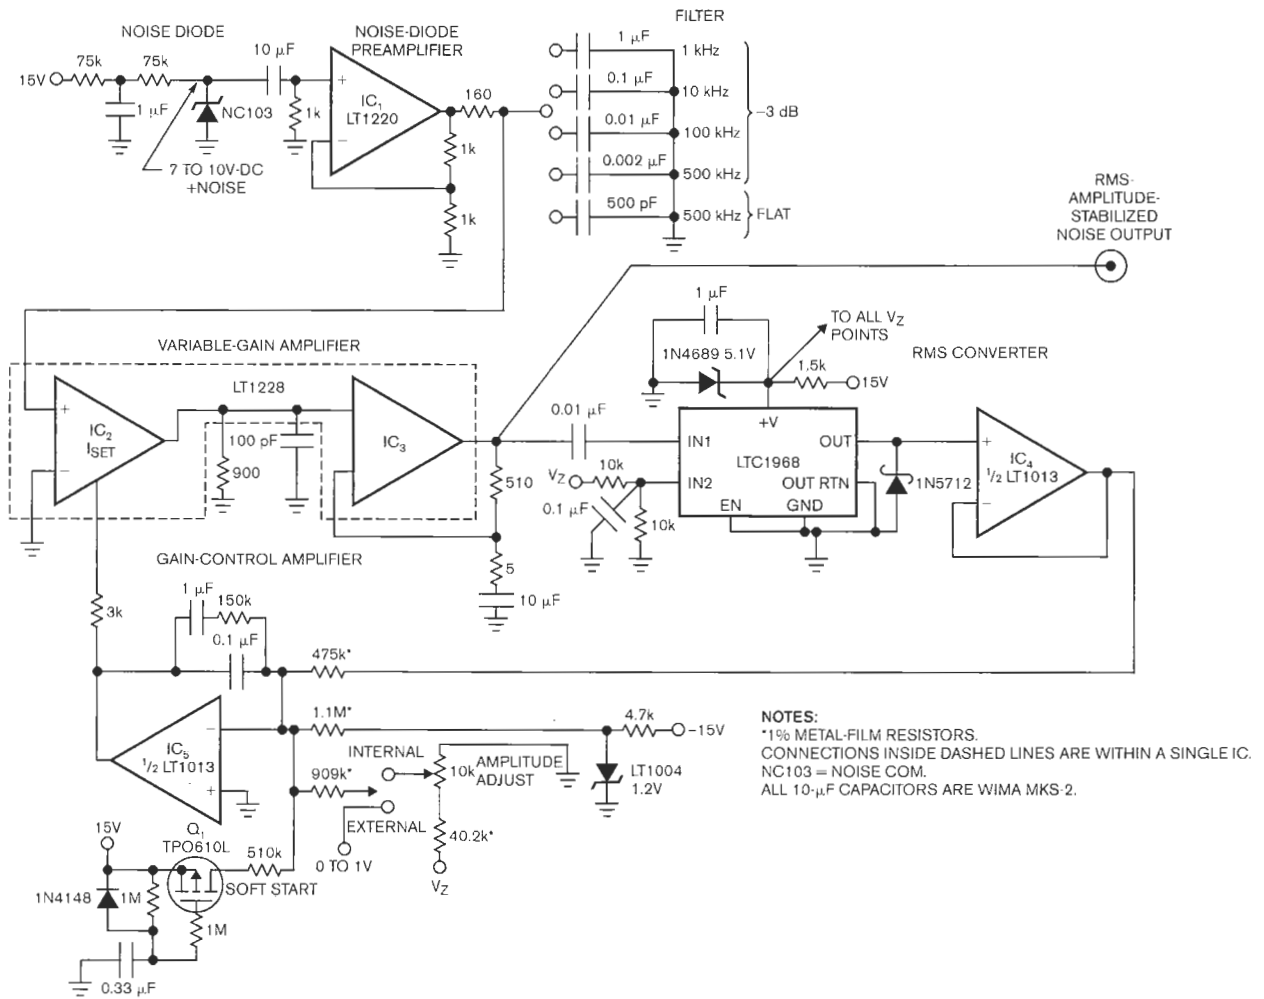 NOISE DIODE
NOISE-DIODE
PREAMPLIFIER
FILTER
15V
75k
75k
10 µF
1 µF
NC103
1k
+
−
IC1
LT1220
160
1k
1k
7 TO 10V-DC
+NOISE
1 µF
1 kHz
0.1 µF
10 kHz
0.01 µF
100 kHz
0.002 µF
500 kHz
−3 dB
500 pF
500 kHz
FLAT
RMS-
AMPLITUDE-
STABILIZED
NOISE OUTPUT
VARIABLE-GAIN AMPLIFIER
LT1228
+
−
IC2
ISET
900
100 pF
IC3
510
5
10 µF
1 µF
TO ALL VZ
POINTS
1N4689 5.1V
1.5k
15V
RMS CONVERTER
0.01 µF
+V
IN1
OUT
LTC1968
IN2
OUT RTN
EN
GND
VZ
10k
0.1 µF
10k
1N5712
+
−
IC4
1/2 LT1013
GAIN-CONTROL AMPLIFIER
3k
1 µF
150k
0.1 µF
475k*
1.1M*
4.7k
−15V
−
+
IC5
1/2 LT1013
909k*
INTERNAL
EXTERNAL
0 TO 1V
10k
AMPLITUDE
ADJUST
40.2k*
VZ
LT1004
1.2V
15V
Q1
TPO610L
510k
SOFT START
1N4148
1M
1M
0.33 µF
NOTES:
*1% METAL-FILM RESISTORS.
CONNECTIONS INSIDE DASHED LINES ARE WITHIN A SINGLE IC.
NC103 = NOISE COM.
ALL 10-µF CAPACITORS ARE WIMA MKS-2.